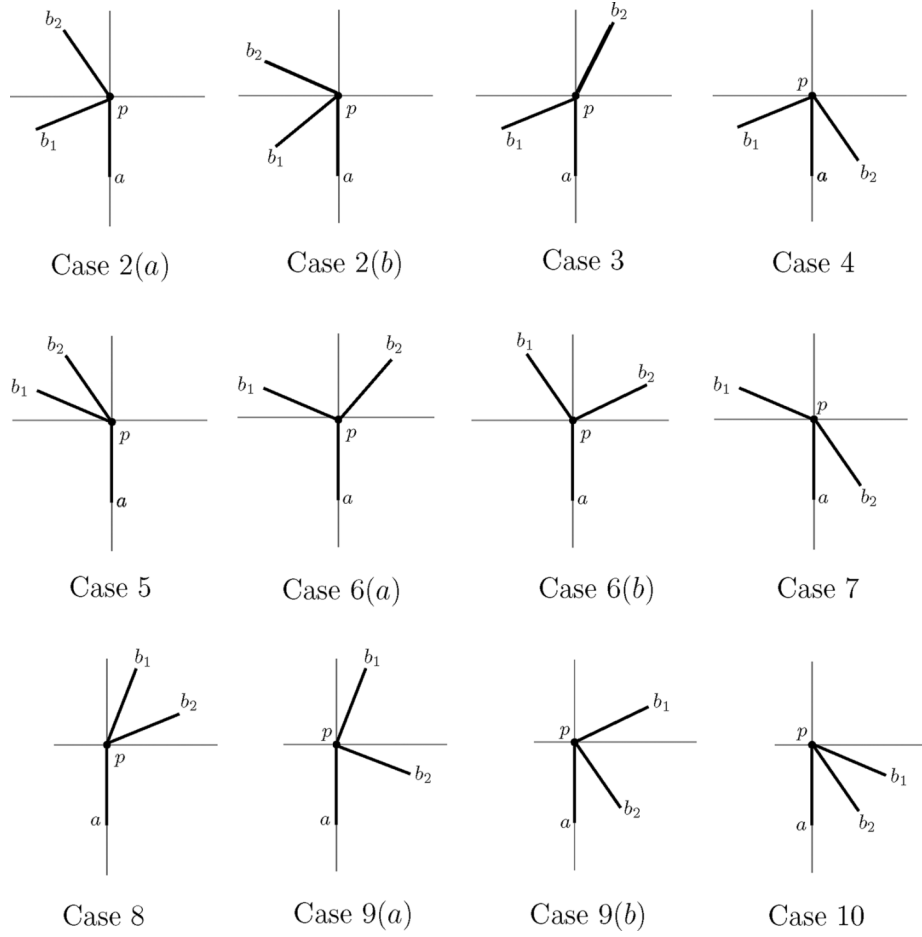 b₂ b₂ b₂ p
p p
b₁ b₁ b₁ b₁ b₂
a a a a
Case 2(a) Case 2(b) Case 3 Case 4
b₂ b₂ b₁
b₁ b₁ b₂ b₁ p
p p p
a a a a b₂
Case 5 Case 6(a) Case 6(b) Case 7
b₁ b₁
b₂ p p b₁ p
p b₂ b₁
a a a b₂ a b₂
Case 8 Case 9(a) Case 9(b) Case 10